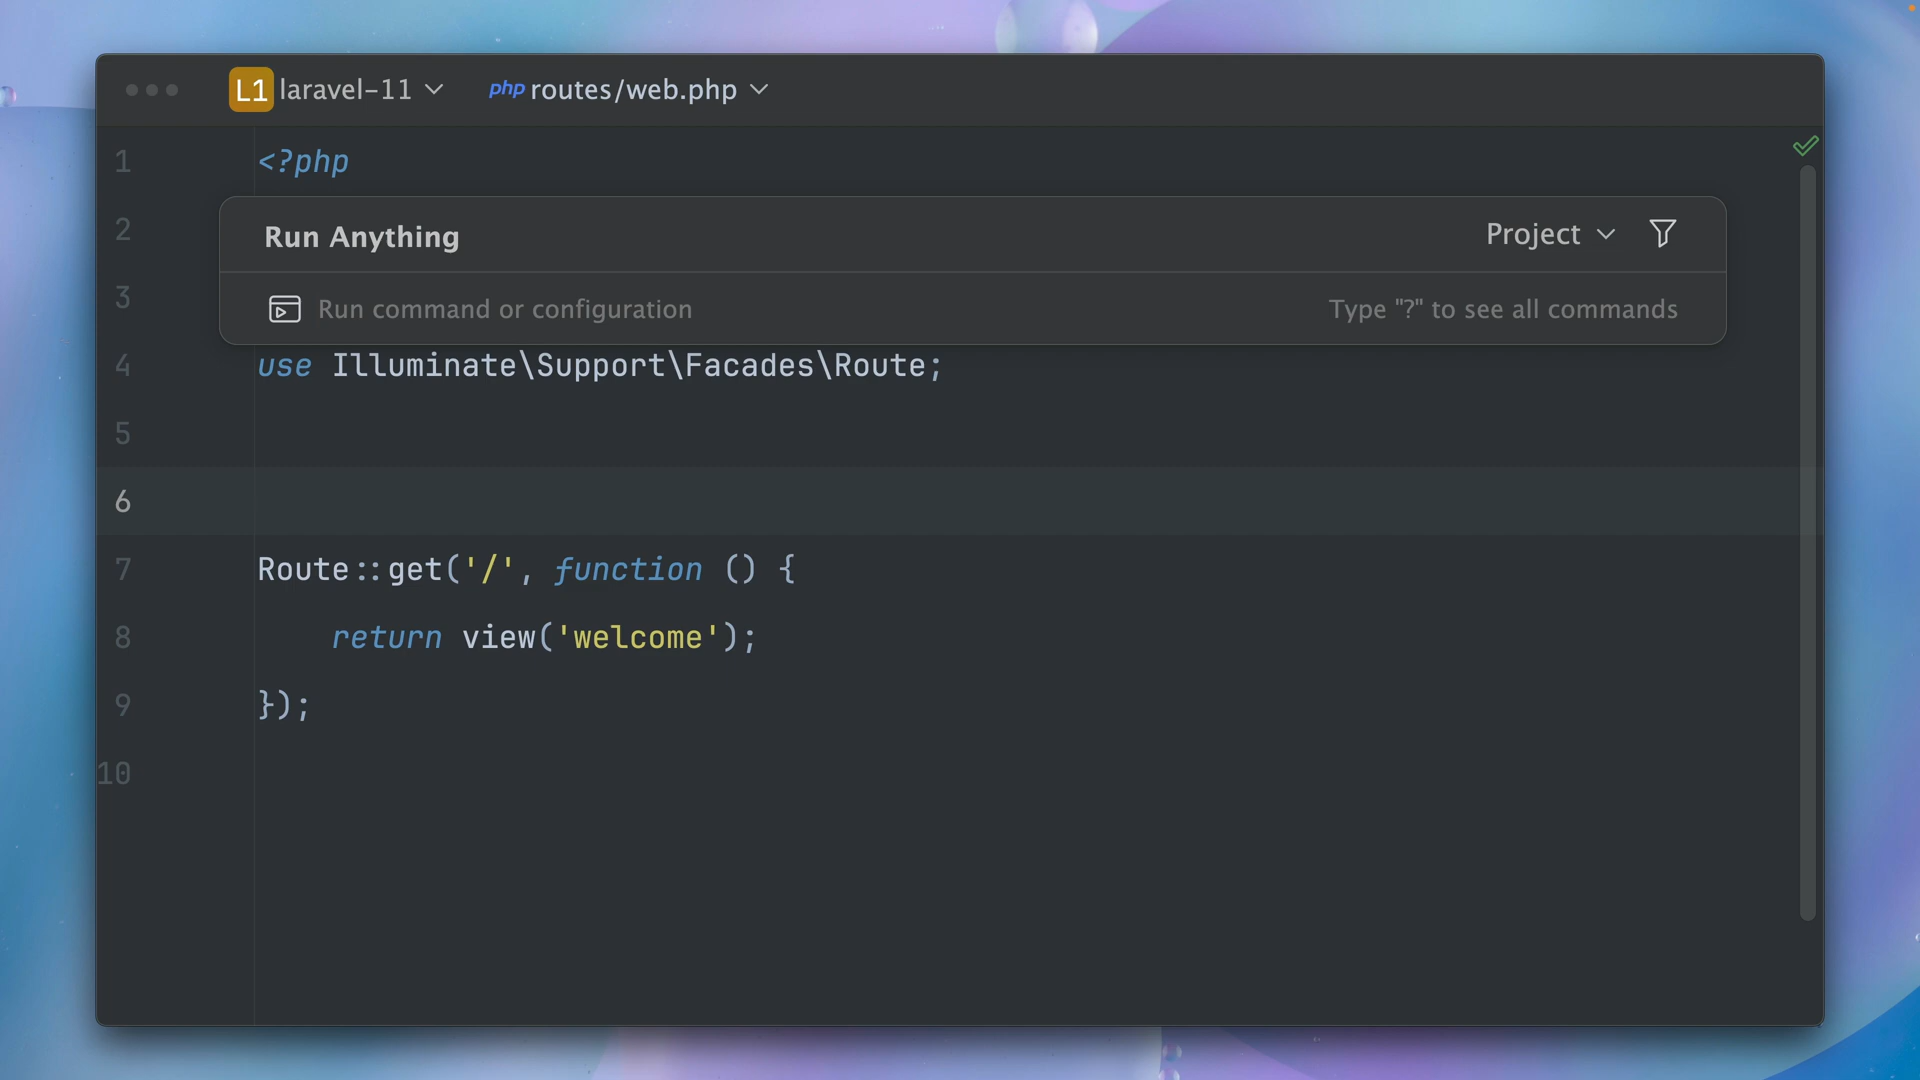 L1 laravel-11 php routes/web.php
1 <?php
2
Run Anything Project
3
Run command or configuration Type "?" to see all commands
4 use Illuminate\Support\Facades\Route;
5
6
7 Route::get('/', function () {
8 return view('welcome');
9 });
10